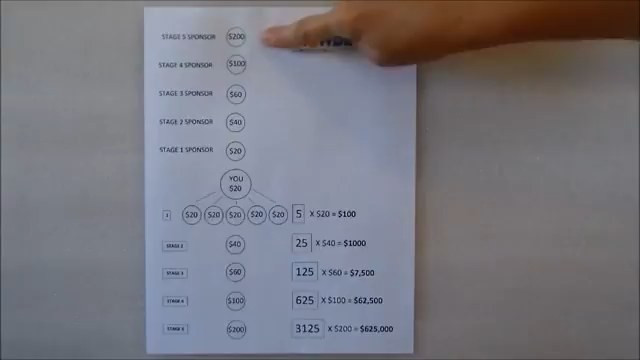 STAGE 5 SPONSOR $200
STAGE 4 SPONSOR $100
STAGE 3 SPONSOR $60
STAGE 2 SPONSOR $40
STAGE 1 SPONSOR $20
YOU
$20
1 $20 $20 $20 $20 $20 5 X $20 = $100
STAGE 2 $40 25 X $40 = $1000
STAGE 3 $60 125 X $60 = $7,500
STAGE 4 $100 625 X $100 = $62,500
STAGE 5 $200 3125 X $200 = $625,000